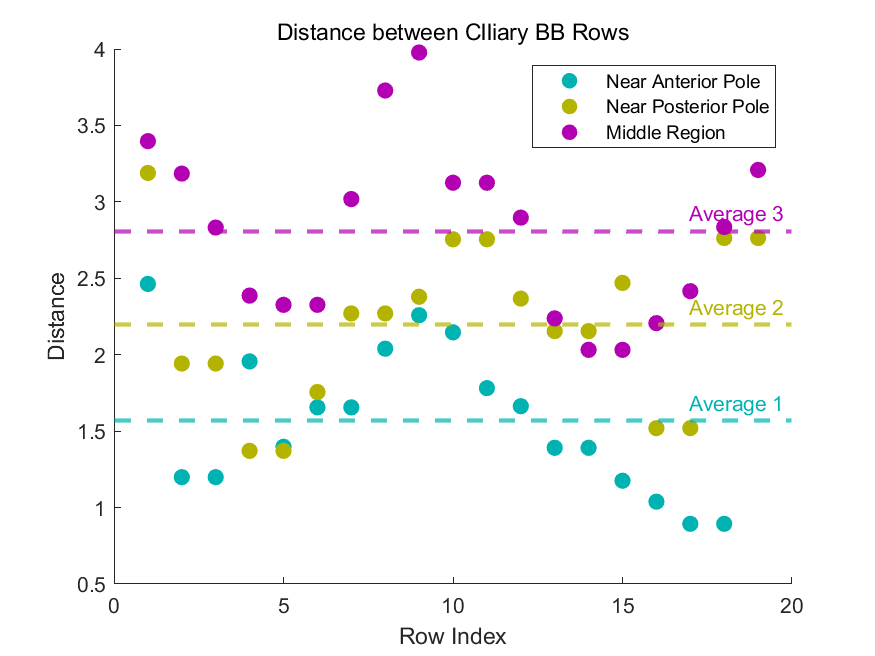 Distance between CIliary BB Rows
4
3.5
3
2.5
2
1.5
1
0.5
Distance
Near Anterior Pole
Near Posterior Pole
Middle Region
Average 3
Average 2
Average 1
0 5 10 15 20
Row Index